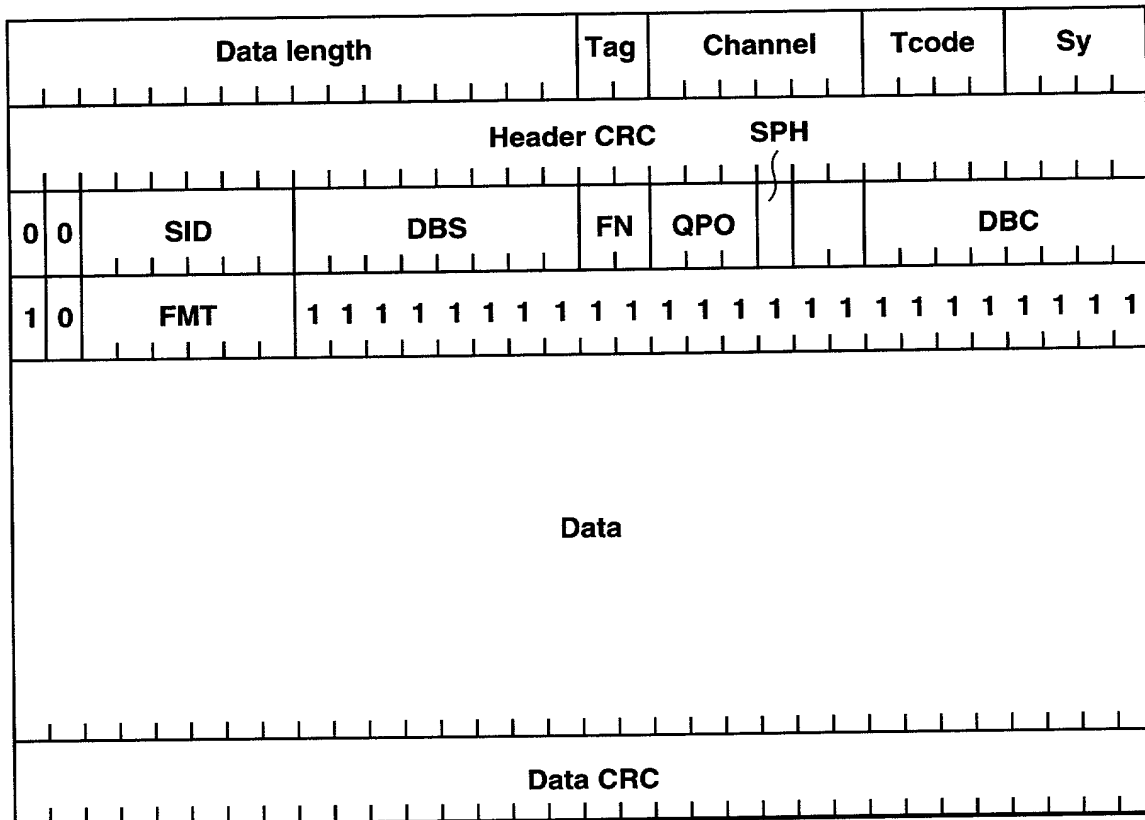 Data length Tag Channel Tcode Sy
Header CRC SPH
0 0 SID DBS FN QPO DBC
1 0 FMT 1 1 1 1 1 1 1 1 1 1 1 1 1 1 1 1 1 1 1 1 1 1 1 1
Data
Data CRC